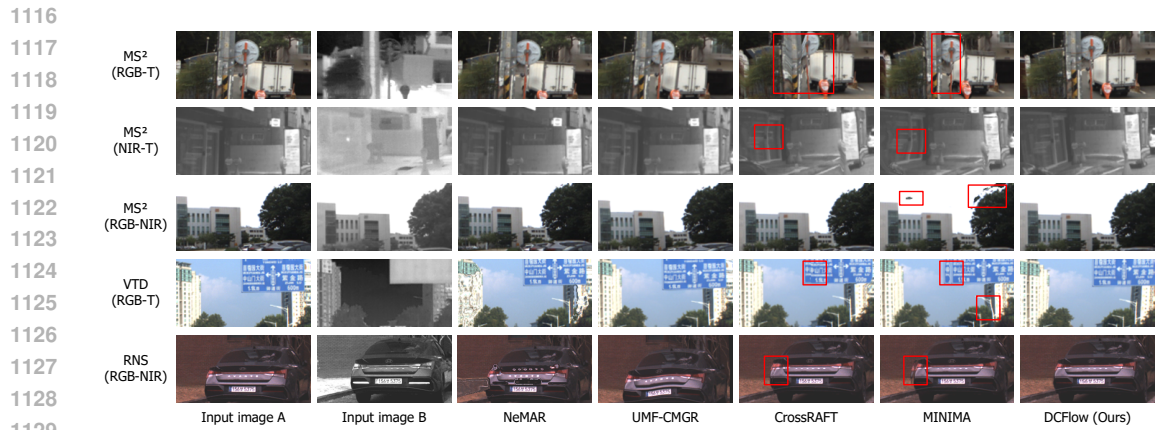 1116
1117
1118
1119
1120
1121
1122
1123
1124
1125
1126
1127
1128
1129
MS²
(RGB-T)
MS²
(NIR-T)
MS²
(RGB-NIR)
VTD
(RGB-T)
RNS
(RGB-NIR)
Input image A Input image B NeMAR UMF-CMGR CrossRAFT MINIMA DCFlow (Ours)